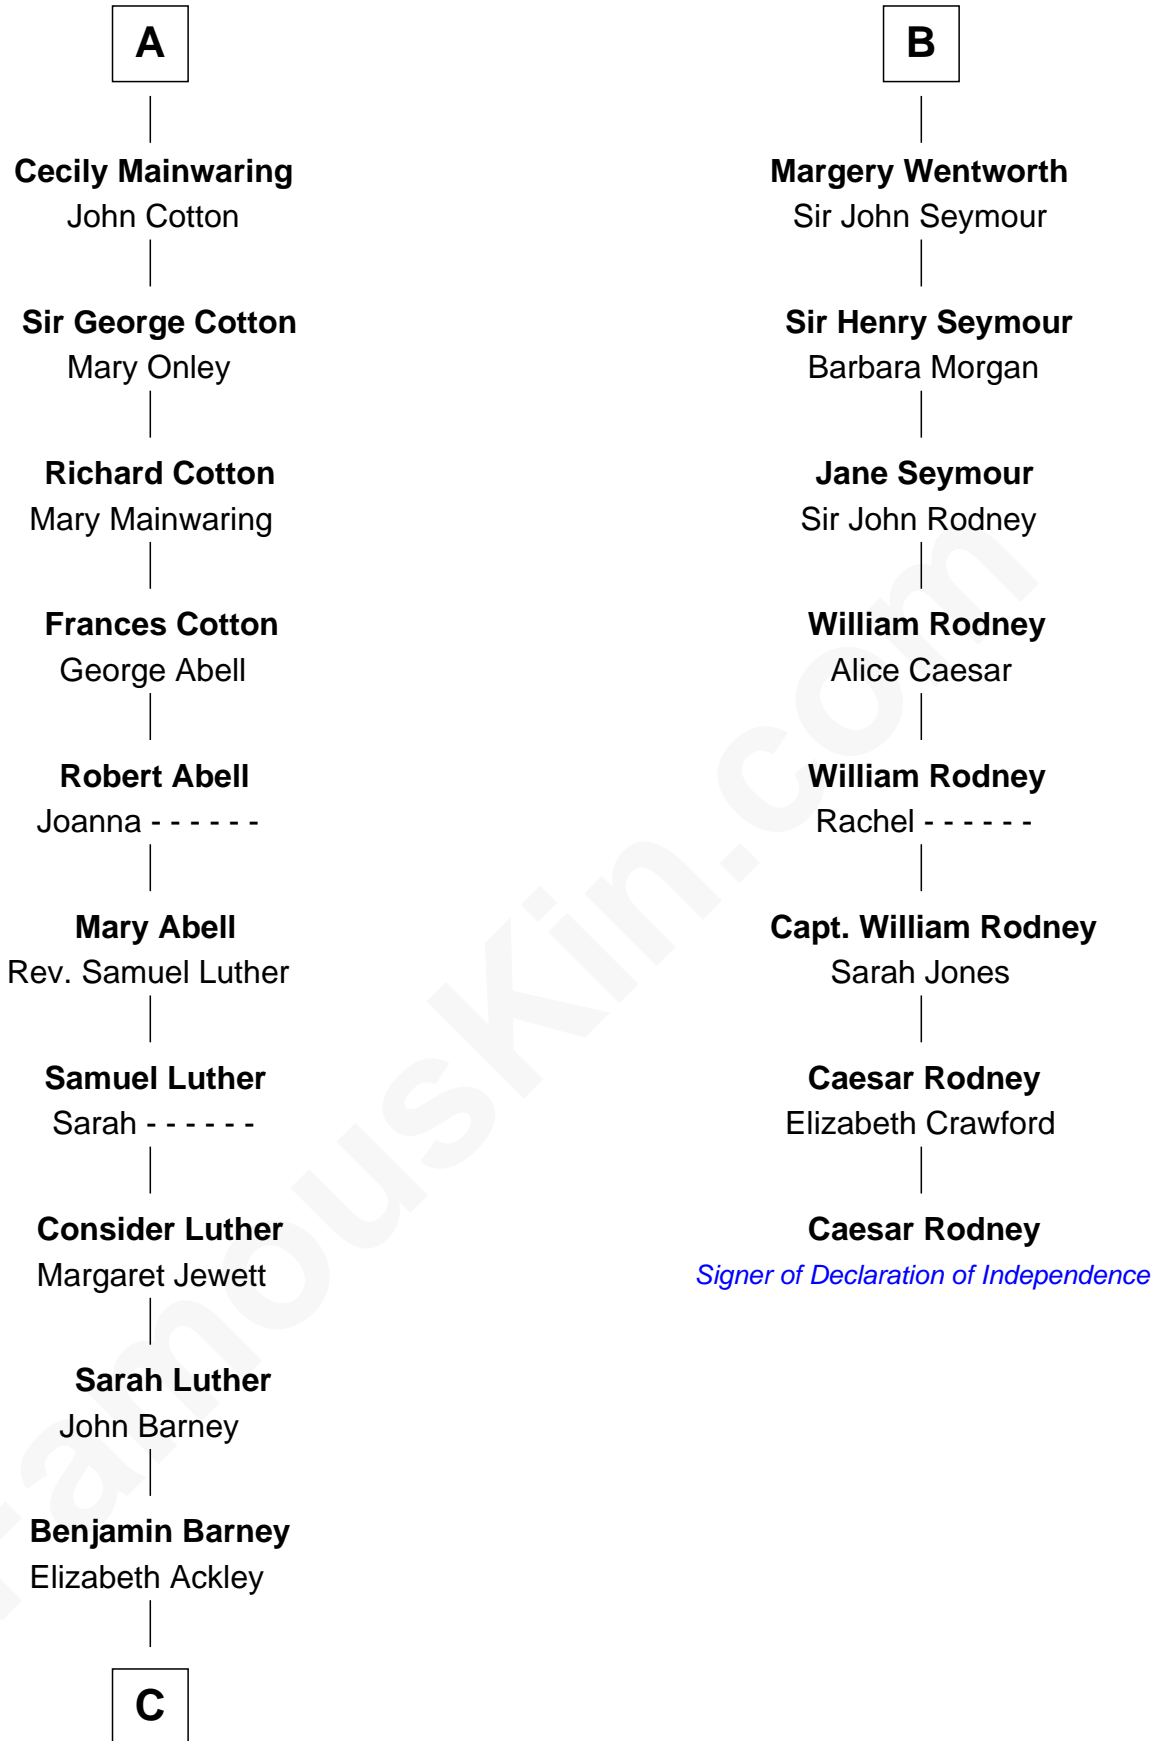 A
Cecily Mainwaring
John Cotton
Sir George Cotton
Mary Onley
Richard Cotton
Mary Mainwaring
Frances Cotton
George Abell
Robert Abell
Joanna - - - - - -
Mary Abell
Rev. Samuel Luther
Samuel Luther
Sarah - - - - - -
Consider Luther
Margaret Jewett
Sarah Luther
John Barney
Benjamin Barney
Elizabeth Ackley
C
B
Margery Wentworth
Sir John Seymour
Sir Henry Seymour
Barbara Morgan
Jane Seymour
Sir John Rodney
William Rodney
Alice Caesar
William Rodney
Rachel - - - - - -
Capt. William Rodney
Sarah Jones
Caesar Rodney
Elizabeth Crawford
Caesar Rodney
Signer of Declaration of Independence
FamousKin.com